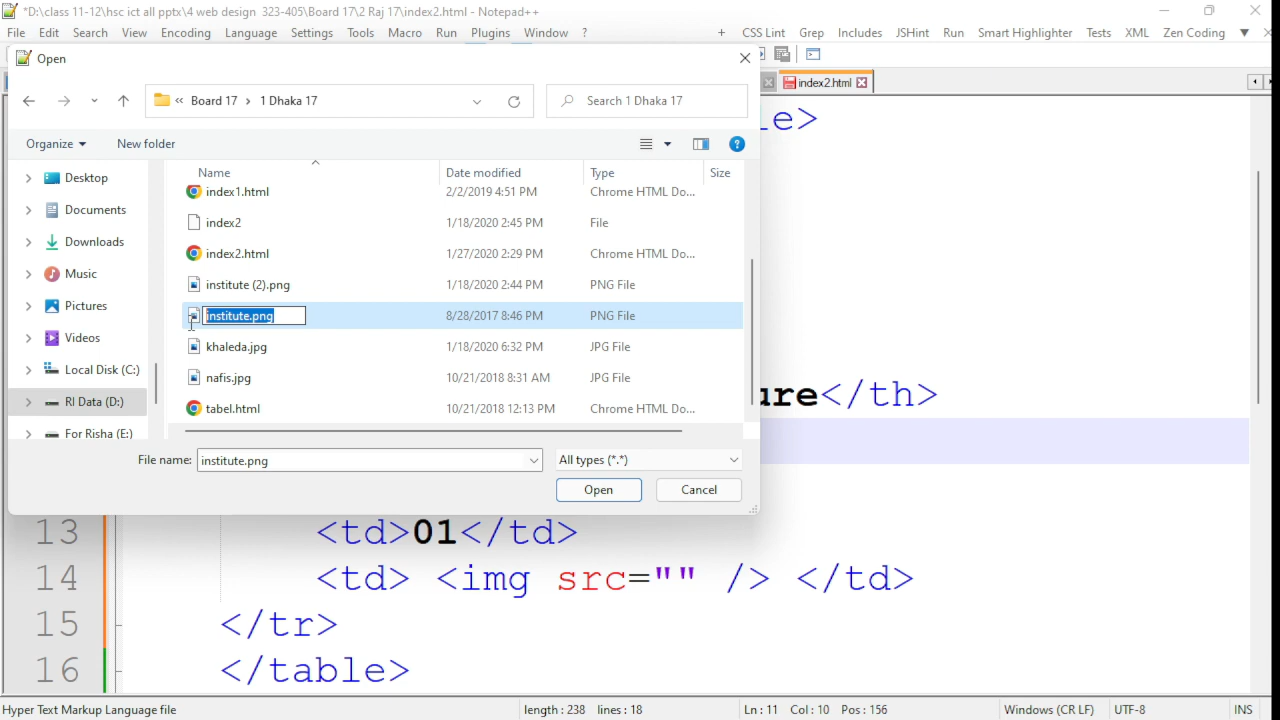 *D:\class 11-12\hsc ict all pptx\4 web design 323-405\Board 17\2 Raj 17\index2.html - Notepad++
File Edit Search View Encoding Language Settings Tools Macro Run Plugins Window ? + CSS Lint Grep Includes JSHint Run Smart Highlighter Tests XML Zen Coding
Open
« Board 17 › 1 Dhaka 17
Search 1 Dhaka 17
index2.html
Organize New folder
Name Date modified Type Size
index1.html 2/2/2019 4:51 PM Chrome HTML Do...
index2 1/18/2020 2:45 PM File
index2.html 1/27/2020 2:29 PM Chrome HTML Do...
institute (2).png 1/18/2020 2:44 PM PNG File
institute.png 8/28/2017 8:46 PM PNG File
khaleda.jpg 1/18/2020 6:32 PM JPG File
nafis.jpg 10/21/2018 8:31 AM JPG File
tabel.html 10/21/2018 12:13 PM Chrome HTML Do...
Desktop
Documents
Downloads
Music
Pictures
Videos
Local Disk (C:)
RI Data (D:)
For Risha (E:)
File name: institute.png All types (*.*)
Open Cancel
le>
ure</th>
13 <td>01</td>
14 <td> <img src="" /> </td>
15 </tr>
16 </table>
Hyper Text Markup Language file length : 238 lines : 18 Ln : 11 Col : 10 Pos : 156 Windows (CR LF) UTF-8 INS